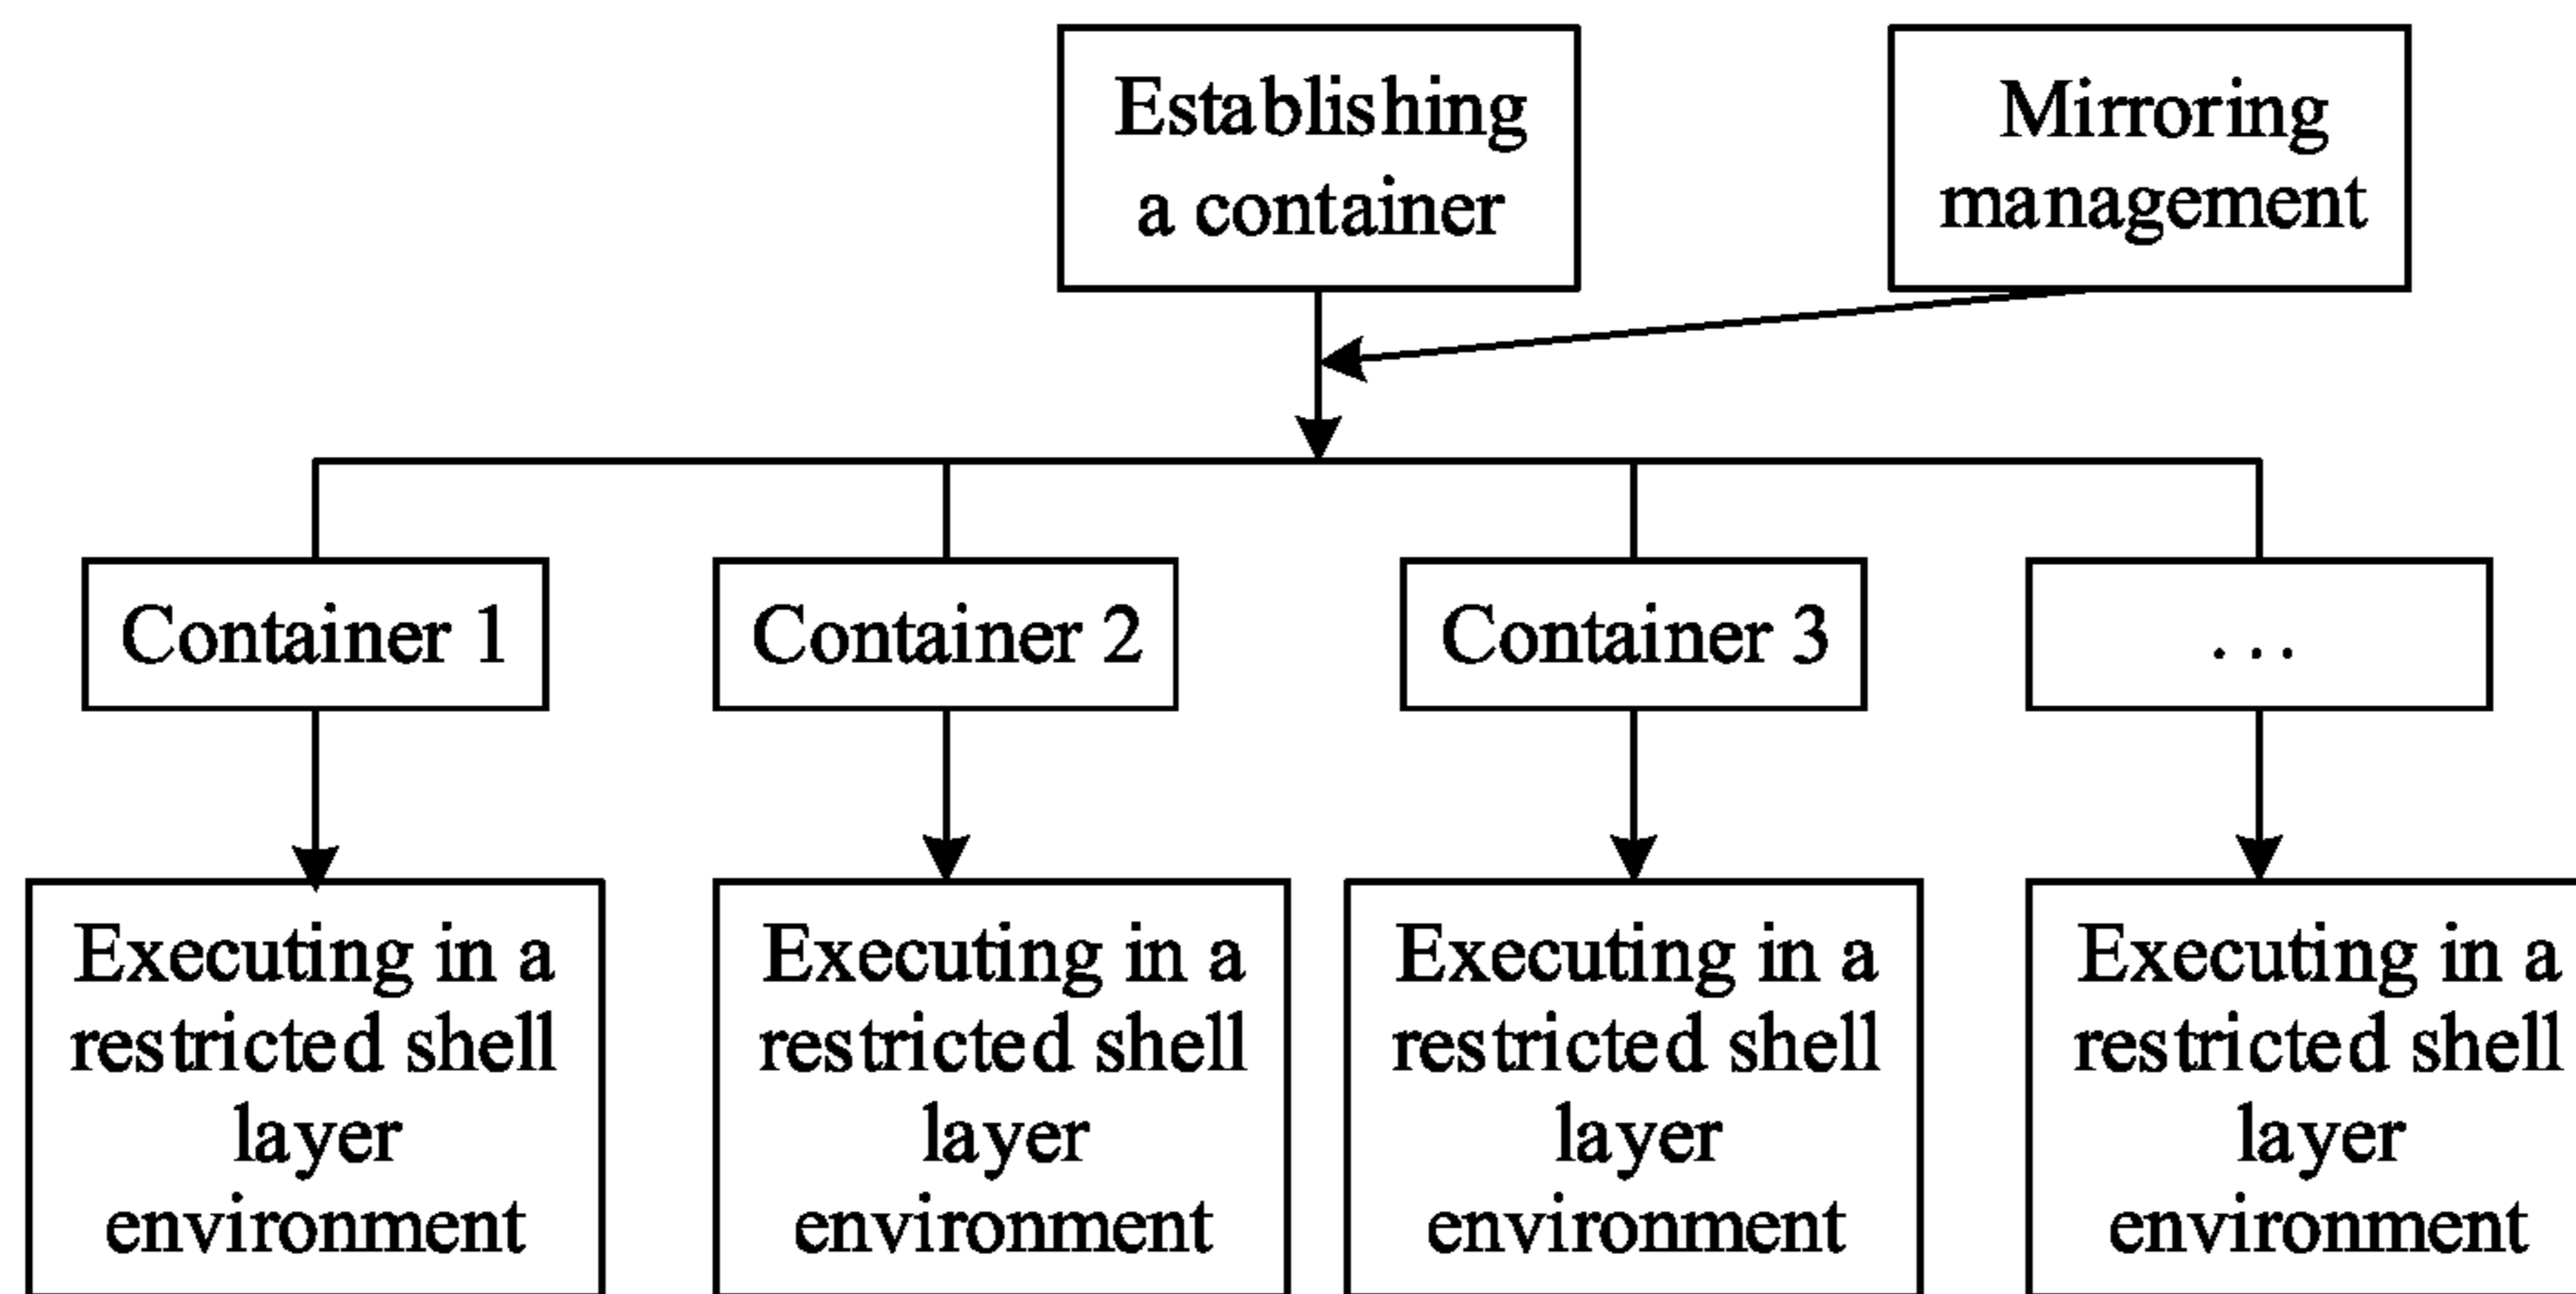 Establishing
a container
Mirroring
management
Container 1
Container 2
Container 3
...
Executing in a
restricted shell
layer
environment
Executing in a
restricted shell
layer
environment
Executing in a
restricted shell
layer
environment
Executing in a
restricted shell
layer
environment